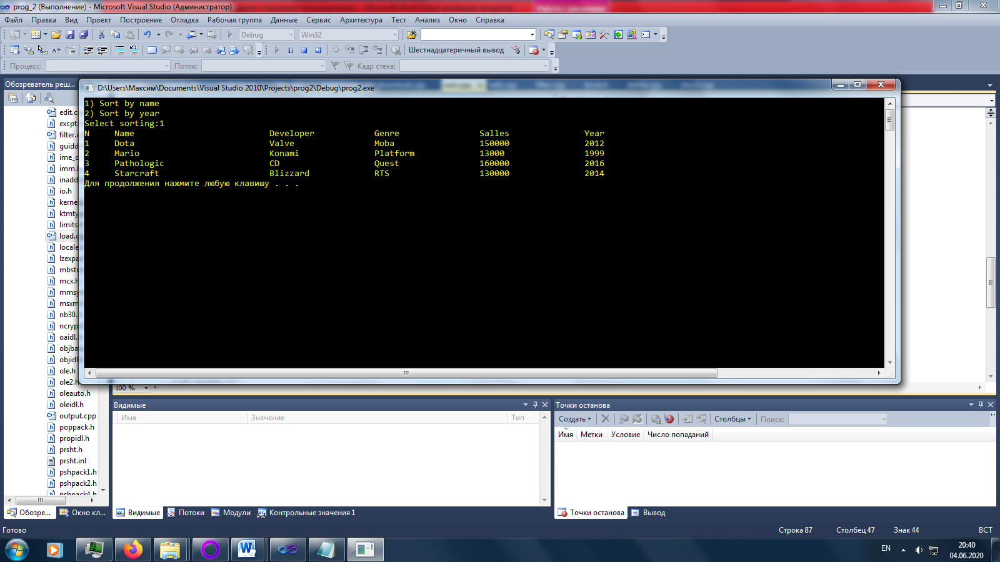 prog_2 (Выполнение) - Microsoft Visual Studio (Администратор)
Файл Правка Вид Проект Построение Отладка Рабочая группа Данные Сервис Архитектура Тест Анализ Окно Справка
Debug Win32
Шестнадцатеричный вывод
Процесс: Поток: Кадр стека:
Обозреватель реш...
D:\Users\Максим\Documents\Visual Studio 2010\Projects\prog2\Debug\prog2.exe
1) Sort by name
2) Sort by year
Select sorting:1
N Name Developer Genre Salles Year
1 Dota Valve Moba 150000 2012
2 Mario Konami Platform 13000 1999
3 Pathologic CD Quest 160000 2016
4 Starcraft Blizzard RTS 130000 2014
Для продолжения нажмите любую клавишу . . .
edit.c
excpt.
filter.c
guidd
ime_c
imm.
inadd
io.h
kerne
ktmty
limits
load.c
locale
lzexpa
mbstr
mcx.h
mmsy
msxm
nb30.
ncryp
oaidl.
objba
objidl
ole.h
ole2.h
oleauto.h
oleidl.h
output.cpp
poppack.h
propidl.h
prsht.h
prsht.inl
pshpack1.h
pshpack2.h
pshpack4.h
100 %
Видимые
Имя Значение Тип
Точки останова
Создать Столбцы Поиск:
Имя Метки Условие Число попаданий
Обозре... Окно кл... Видимые Потоки Модули Контрольные значения 1 Точки останова Вывод
Готово Строка 87 Столбец 47 Знак 44 ВСТ
EN 20:40
04.06.2020